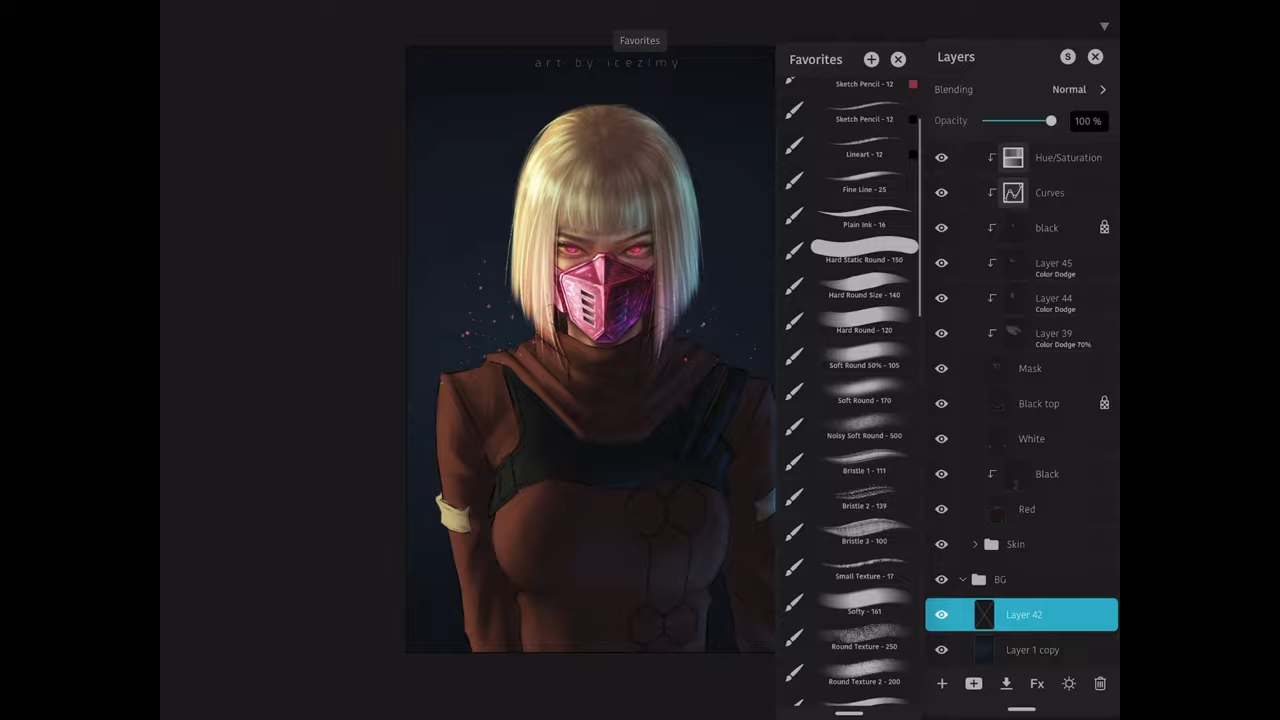 Favorites
art by icezimy
Favorites
Sketch Pencil - 12
Sketch Pencil - 12
Lineart - 12
Fine Line - 25
Plain Ink - 16
Hard Static Round - 150
Hard Round Size - 140
Hard Round - 120
Soft Round 50% - 105
Soft Round - 170
Noisy Soft Round - 500
Bristle 1 - 111
Bristle 2 - 139
Bristle 3 - 100
Small Texture - 17
Softy - 161
Round Texture - 250
Round Texture 2 - 200
Layers
S
Blending Normal
Opacity 100 %
Hue/Saturation
Curves
black
Layer 45
Color Dodge
Layer 44
Color Dodge
Layer 39
Color Dodge 70%
Mask
Black top
White
Black
Red
Skin
BG
Layer 42
Layer 1 copy
Fx